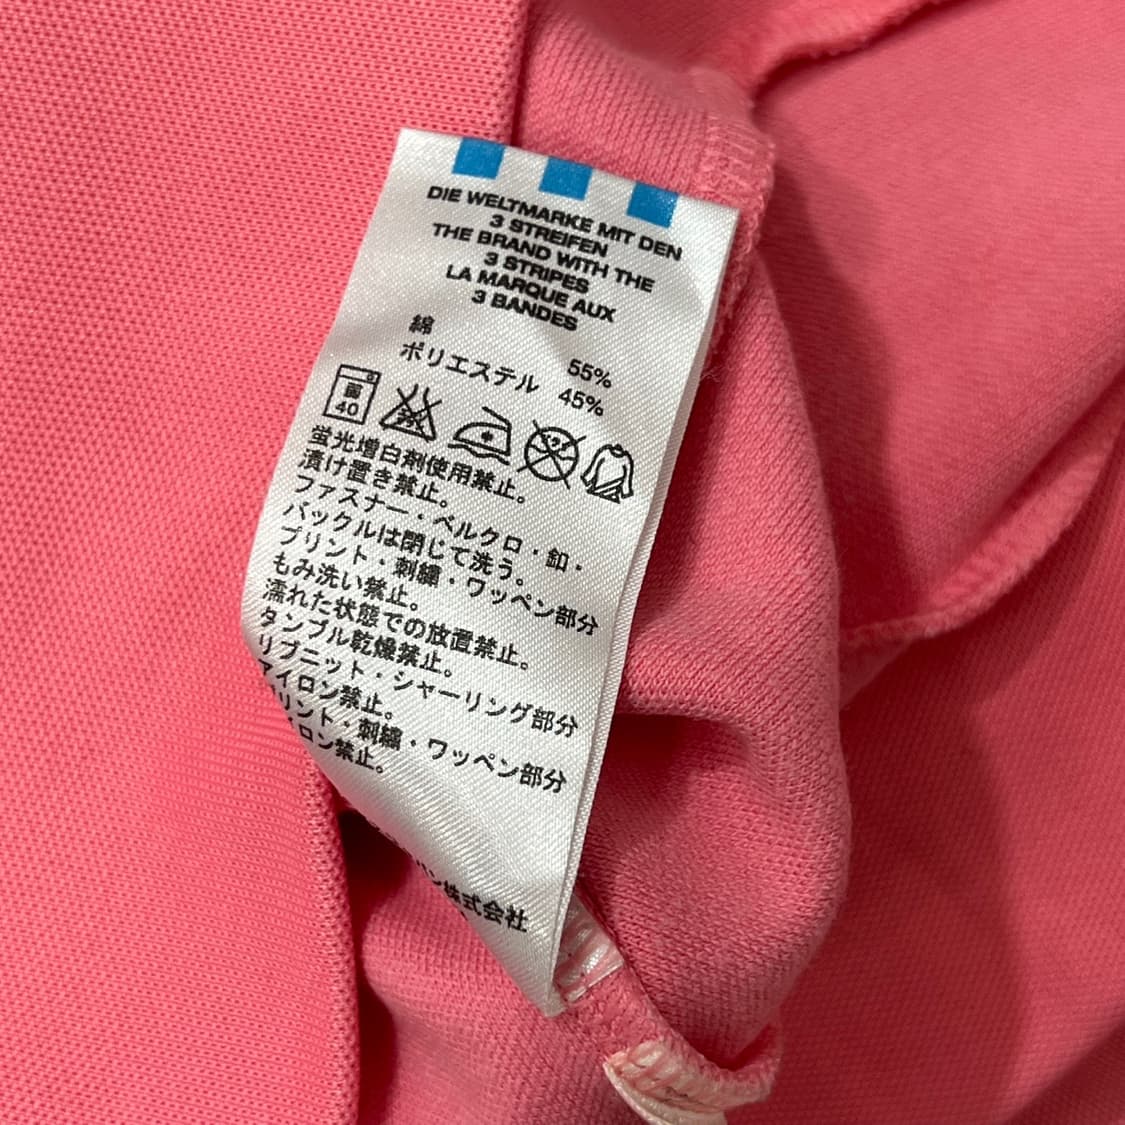 DIE WELTMARKE MIT DEN
3 STREIFEN
THE BRAND WITH THE
3 STRIPES
LA MARQUE AUX
3 BANDES
綿 55%
ポリエステル 45%
40
蛍光増白剤使用禁止。
漬け置き禁止。
ファスナー・ベルクロ・釦・
バックルは閉じて洗う。
プリント・刺繍・ワッペン部分
もみ洗い禁止。
濡れた状態での放置禁止。
タンブル乾燥禁止。
リブニット・シャーリング部分
アイロン禁止。
リント・刺繍・ワッペン部分
ロン禁止。
株式会社